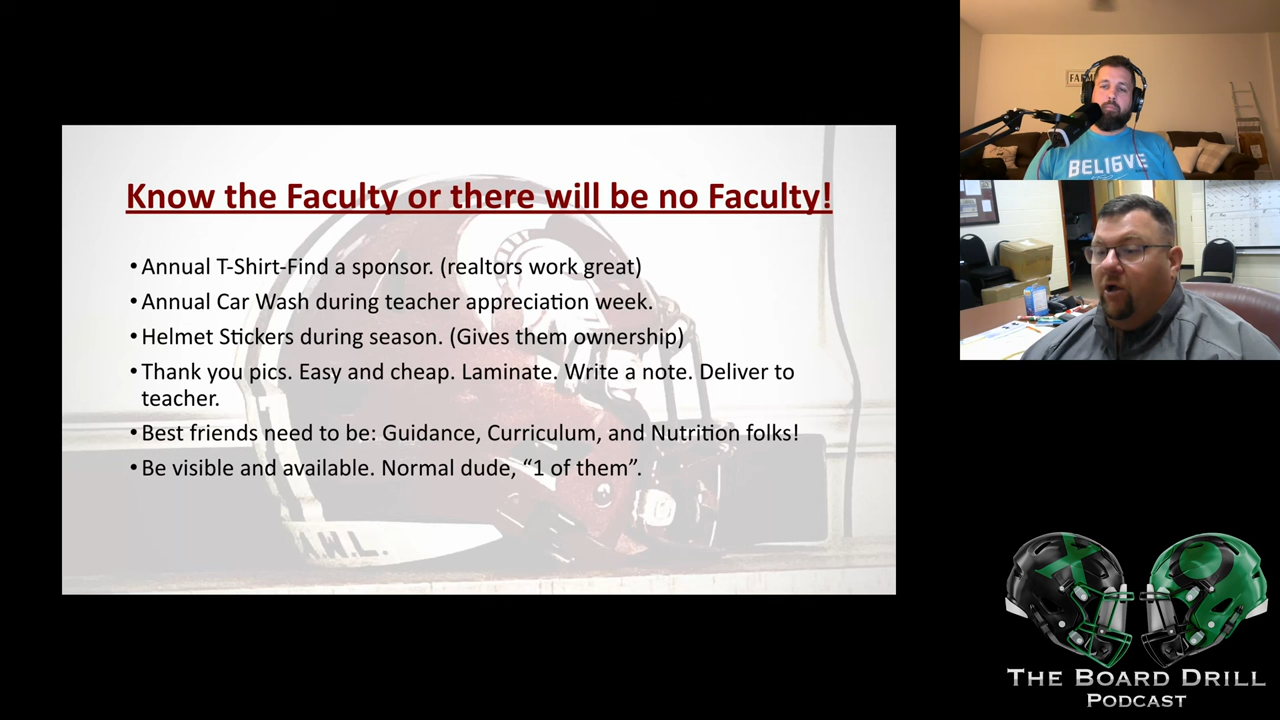 Know the Faculty or there will be no Faculty!
•Annual T-Shirt-Find a sponsor. (realtors work great)
•Annual Car Wash during teacher appreciation week.
•Helmet Stickers during season. (Gives them ownership)
•Thank you pics. Easy and cheap. Laminate. Write a note. Deliver to
teacher.
•Best friends need to be: Guidance, Curriculum, and Nutrition folks!
•Be visible and available. Normal dude, “1 of them”.
A.W.L.
BELI6VE
THE BOARD DRILL
PODCAST